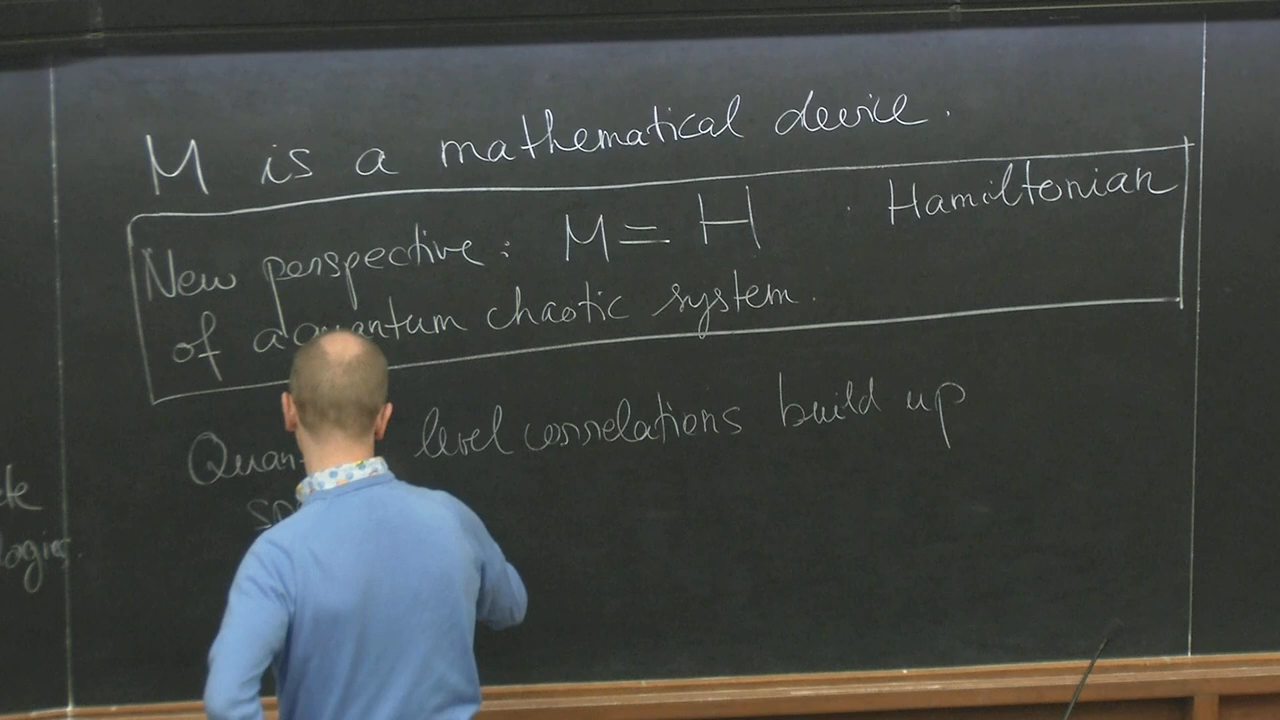 M is a mathematical device.
New perspective: M = H : Hamiltonian
of a quantum chaotic system.
level correlations build up